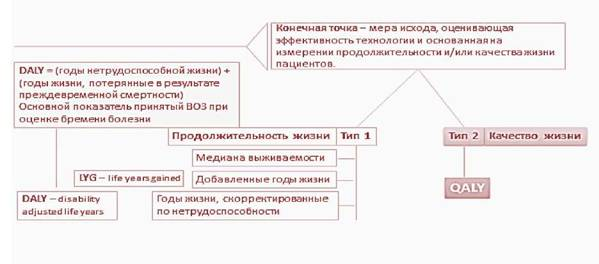 Конечная точка – мера исхода, оценивающая
эффективность технологии и основанная на
измерении продолжительности и/или качества жизни
пациентов.
DALY = (годы нетрудоспособной жизни) +
(годы жизни, потерянные в результате
преждевременной смертности)
Основной показатель принятый ВОЗ при
оценке бремени болезни
Продолжительность жизни Тип 1
Тип 2 Качество жизни
Медиана выживаемости
LYG – life years gained
Добавленные годы жизни
QALY
DALY – disability
adjusted life years
Годы жизни, скорректированные
по нетрудоспособности